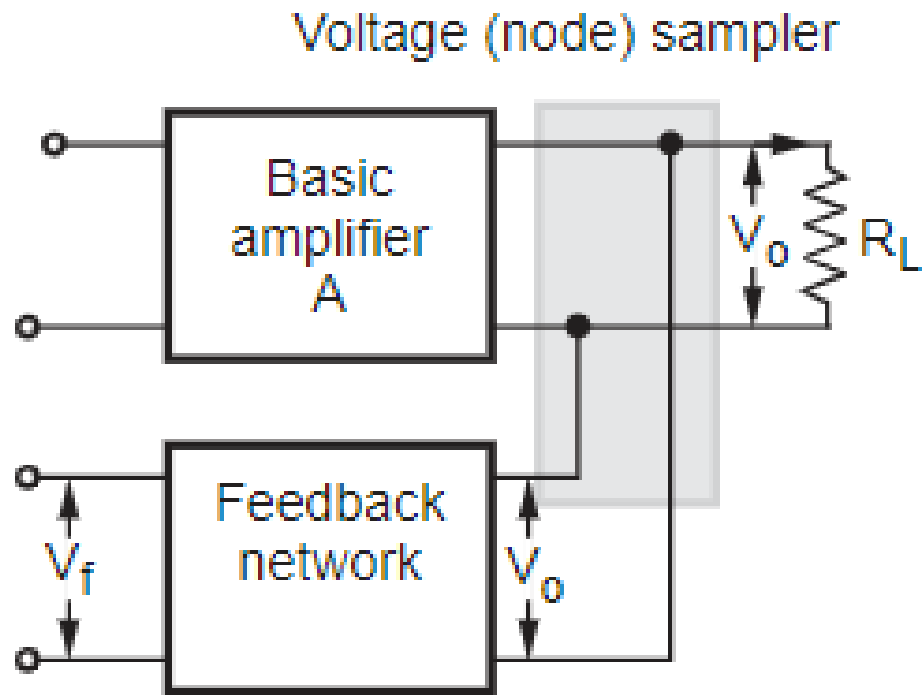 Voltage (node) sampler
Basic
amplifier
A
Vo
RL
Feedback
network
Vf
Vo